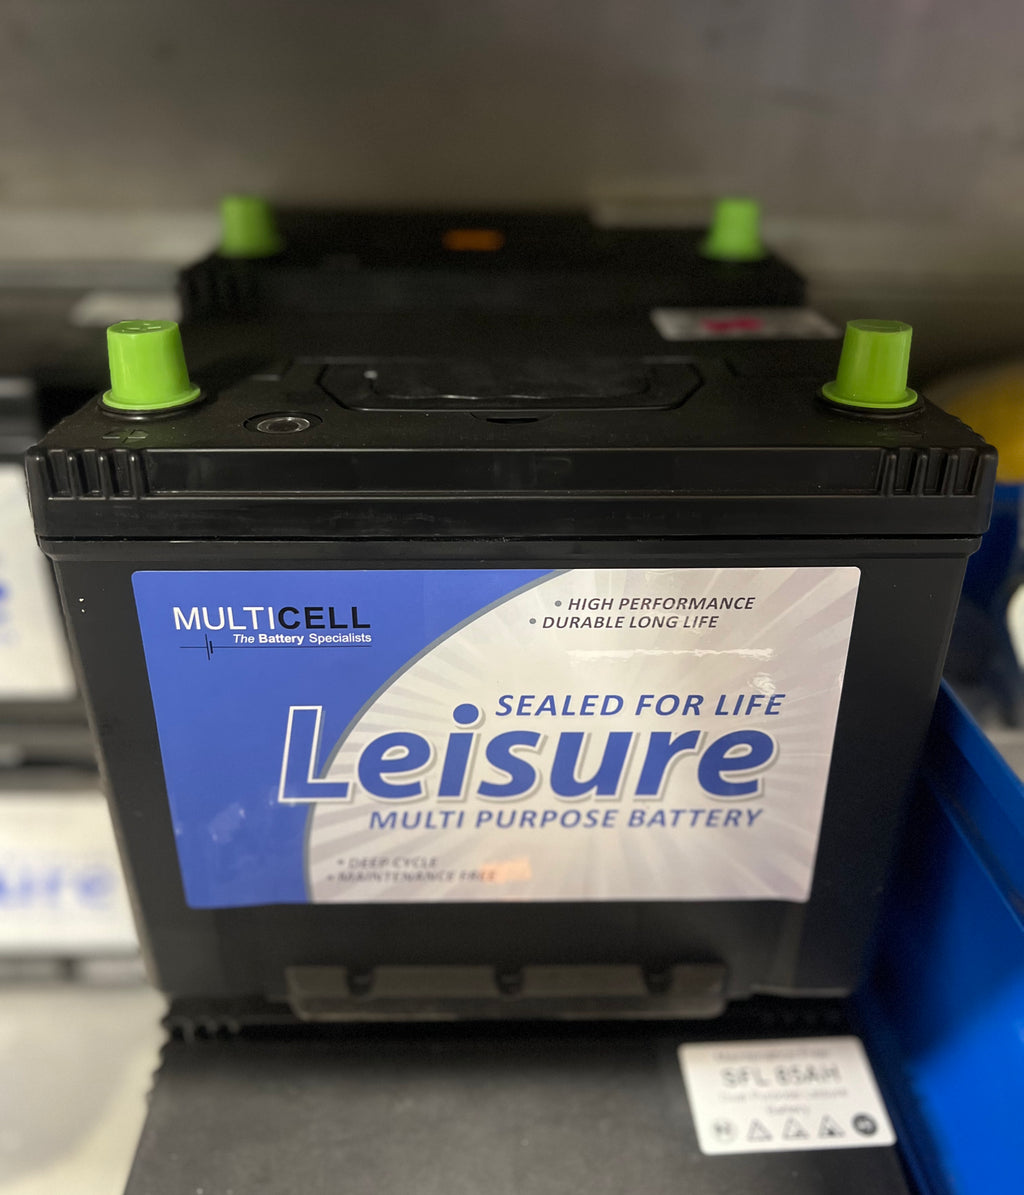 MULTICELL
The Battery Specialists
• HIGH PERFORMANCE
• DURABLE LONG LIFE
SEALED FOR LIFE
Leisure
MULTI PURPOSE BATTERY
• DEEP CYCLE
• MAINTENANCE FREE
SFL 85AH